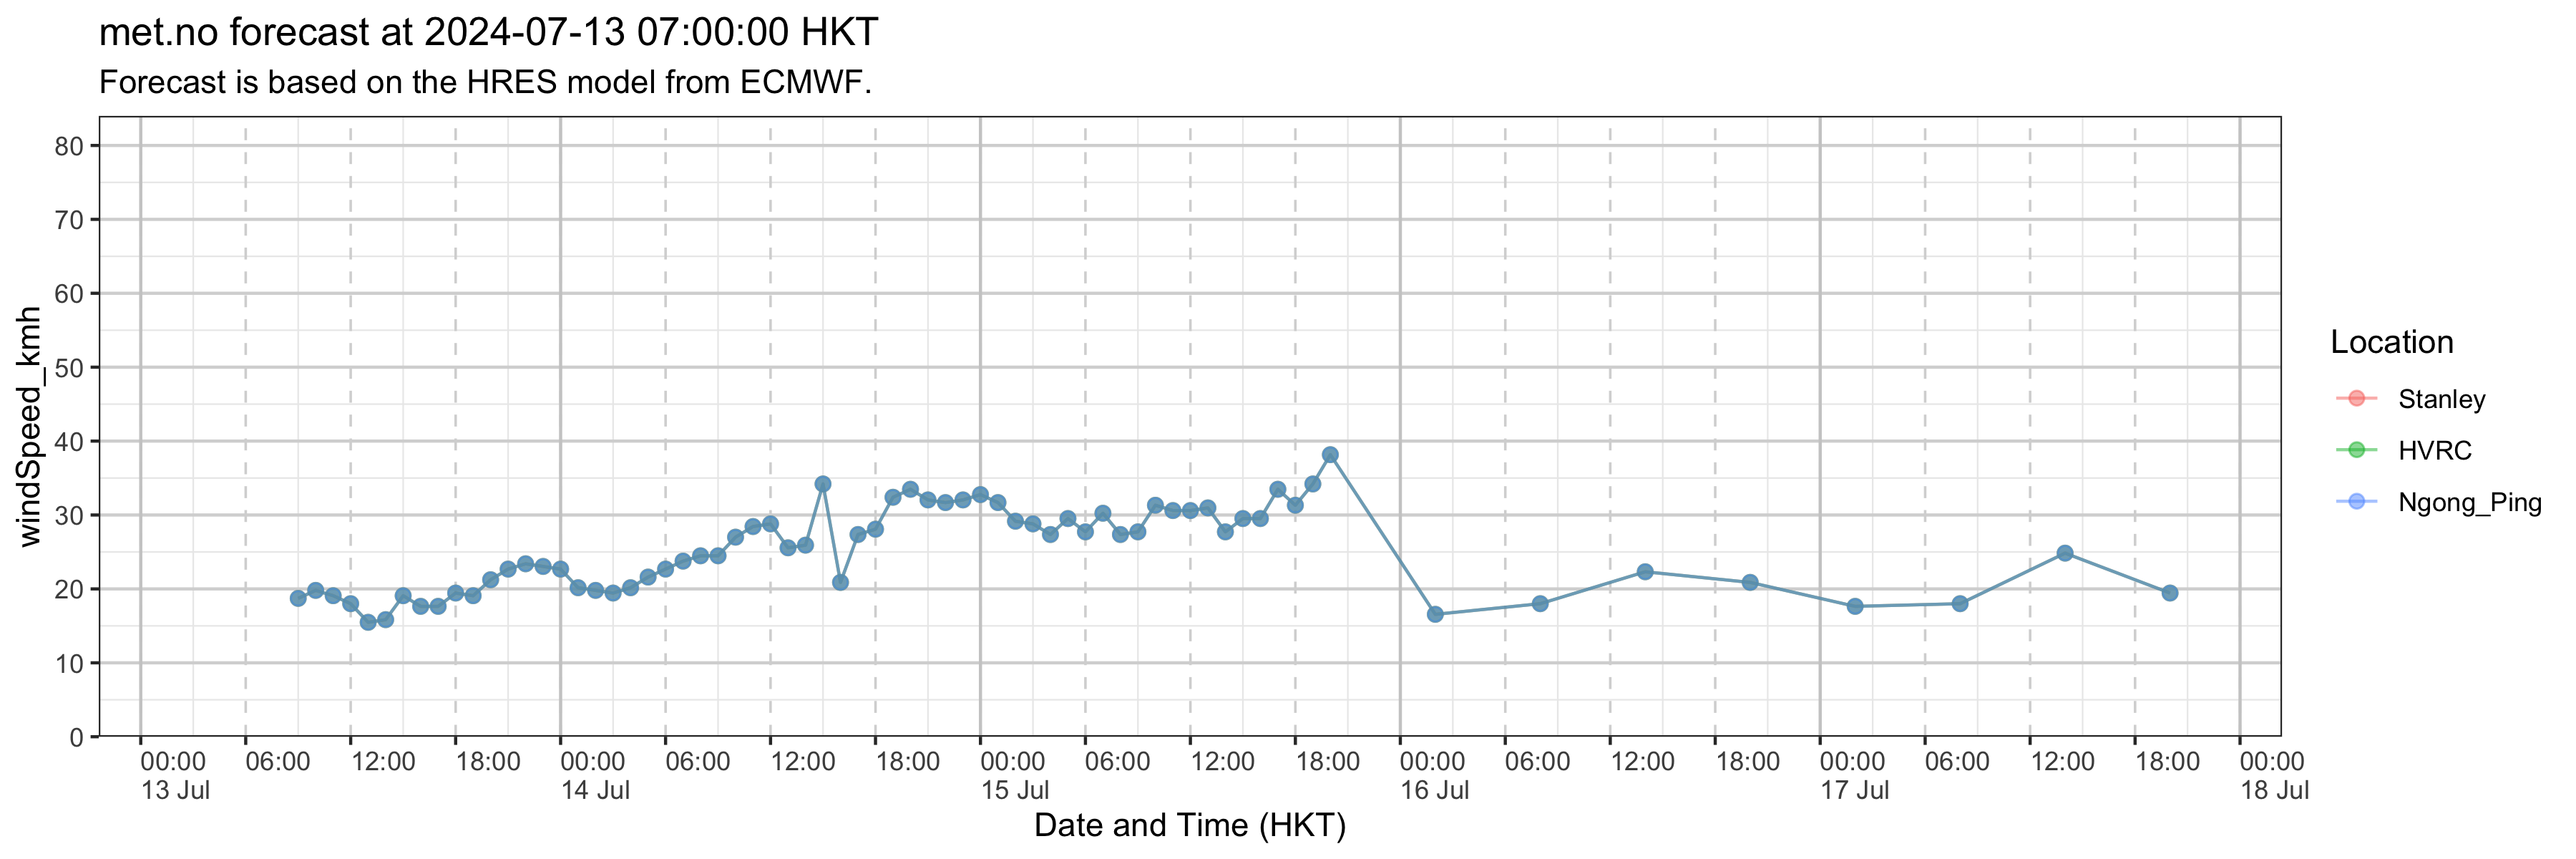 met.no forecast at 2024-07-13 07:00:00 HKT
Forecast is based on the HRES model from ECMWF.
80
70
60
50
40
30
20
10
0
windSpeed_kmh
00:00 06:00 12:00 18:00 00:00 06:00 12:00 18:00 00:00 06:00 12:00 18:00 00:00 06:00 12:00 18:00 00:00 06:00 12:00 18:00 00:00
13 Jul 14 Jul 15 Jul 16 Jul 17 Jul 18 Jul
Date and Time (HKT)
Location
Stanley
HVRC
Ngong_Ping